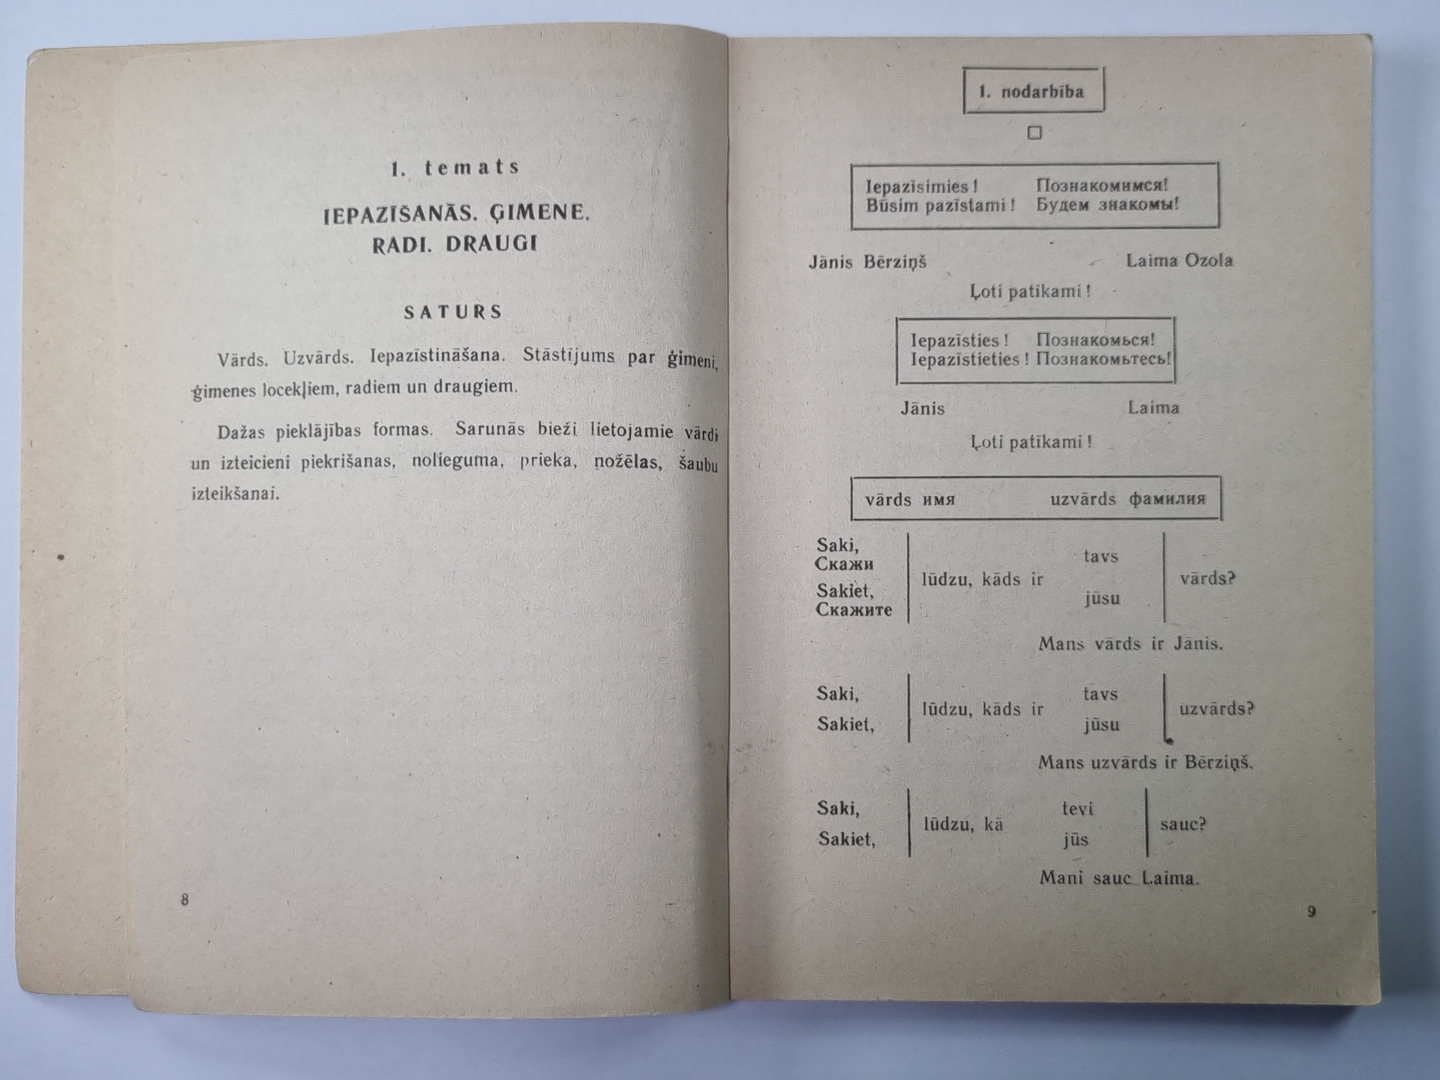 1. temats
IEPAZĪŠANĀS. ĢIMENE.
RADI. DRAUGI
SATURS
Vārds. Uzvārds. Iepazīstināšana. Stāstījums par ģimeni,
ģimenes locekļiem, radiem un draugiem.
Dažas pieklājības formas. Sarunās bieži lietojamie vārdi
un izteicieni piekrišanas, nolieguma, prieka, nožēlas, šaubu
izteikšanai.
8
1. nodarbība
Iepazīsimies! Познакомимся!
Būsim pazīstami! Будем знакомы!
Jānis Bērziņš Laima Ozola
Ļoti patīkami!
Iepazīsties! Познакомься!
Iepazīstieties! Познакомьтесь!
Jānis Laima
Ļoti patīkami!
vārds имя uzvārds фамилия
Saki,
Скажи
Sakiet,
Скажите
lūdzu, kāds ir
tavs
jūsu
vārds?
Mans vārds ir Jānis.
Saki,
Sakiet,
lūdzu, kāds ir
tavs
jūsu
uzvārds?
Mans uzvārds ir Bērziņš.
Saki,
Sakiet,
lūdzu, kā
tevi
jūs
sauc?
Mani sauc Laima.
9